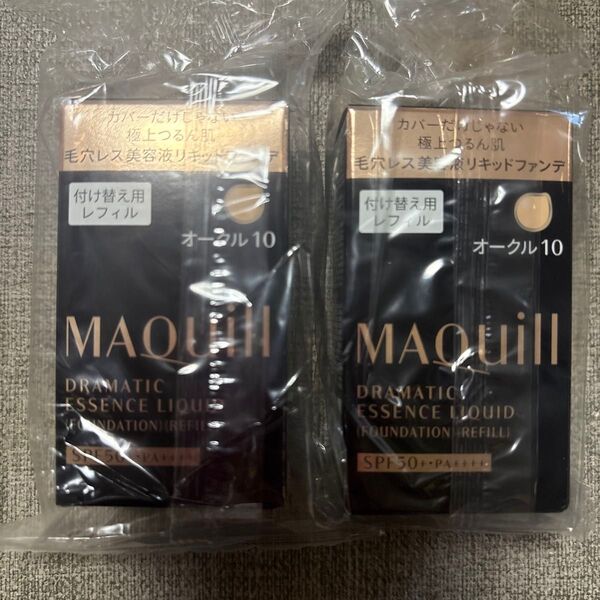 カバーだけじゃない
極上つるん肌
毛穴レス美容液リキッドファンデ
付け替え用
レフィル
オークル10
MAQuill
DRAMATIC
ESSENCE LIQUID
(FOUNDATION)(REFILL)
SPF50+・PA++++
カバーだけじゃない
極上つるん肌
毛穴レス美容液リキッドファンデ
付け替え用
レフィル
オークル10
MAQuill
DRAMATIC
ESSENCE LIQUID
(FOUNDATION)(REFILL)
SPF50+・PA++++